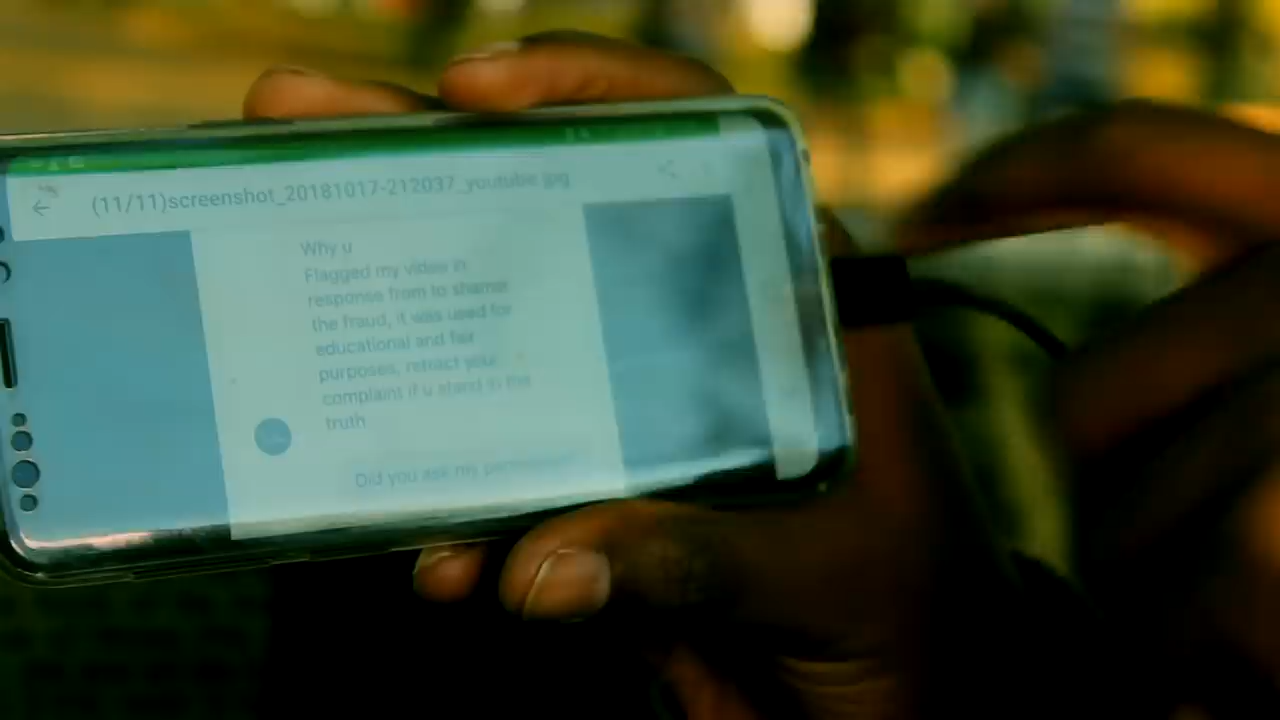 (11/11)screenshot_20181017-212037_youtube.jpg
Why u
Flagged my video in
response from to shame
the fraud, it was used for
educational and fair
purposes, retract your
complaint if u stand in the
truth
Did you ask my